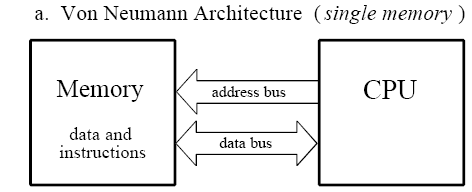 a. Von Neumann Architecture (single memory)
Memory
data and
instructions
address bus
data bus
CPU